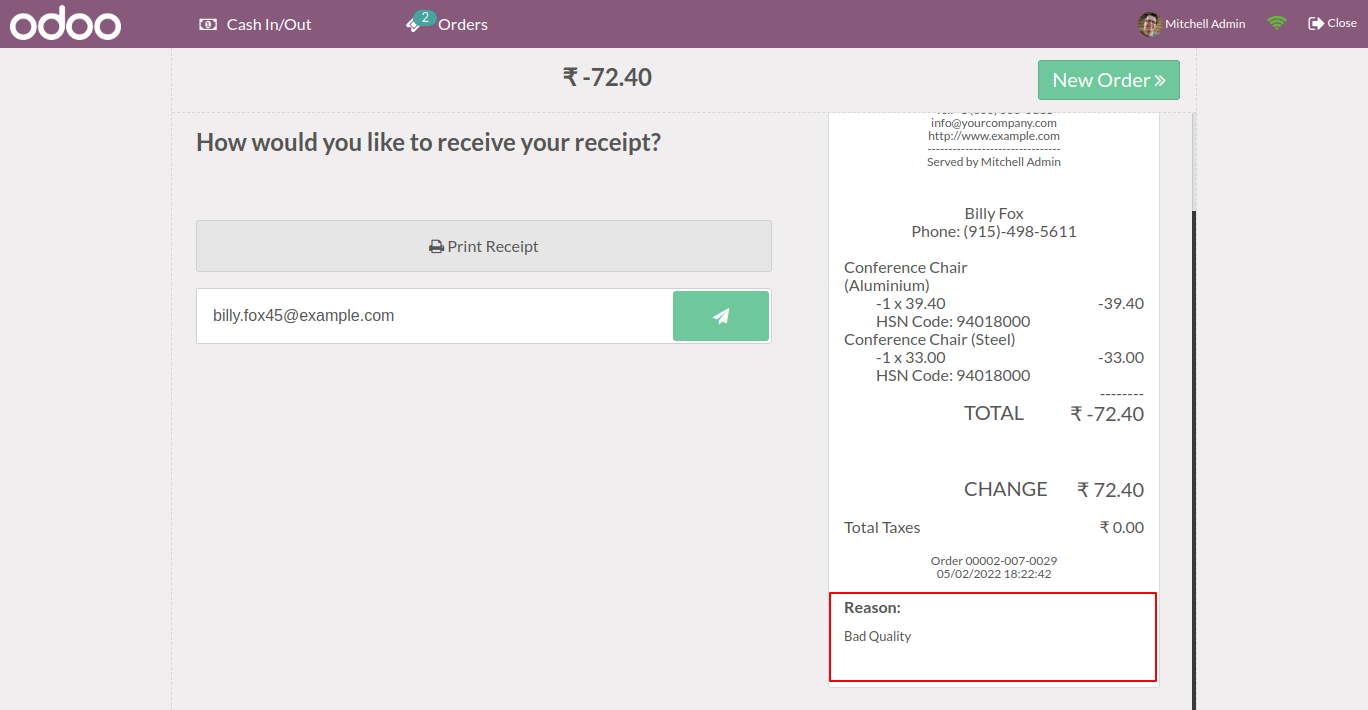 odoo
Cash In/Out
2
Orders
Mitchell Admin
Close
₹ -72.40
New Order
How would you like to receive your receipt?
Print Receipt
billy.fox45@example.com
info@yourcompany.com
http://www.example.com
--------------------------------
Served by Mitchell Admin
Billy Fox
Phone: (915)-498-5611
Conference Chair
(Aluminium)
-1 x 39.40 -39.40
HSN Code: 94018000
Conference Chair (Steel)
-1 x 33.00 -33.00
HSN Code: 94018000
--------
TOTAL ₹ -72.40
CHANGE ₹ 72.40
Total Taxes ₹ 0.00
Order 00002-007-0029
05/02/2022 18:22:42
Reason:
Bad Quality